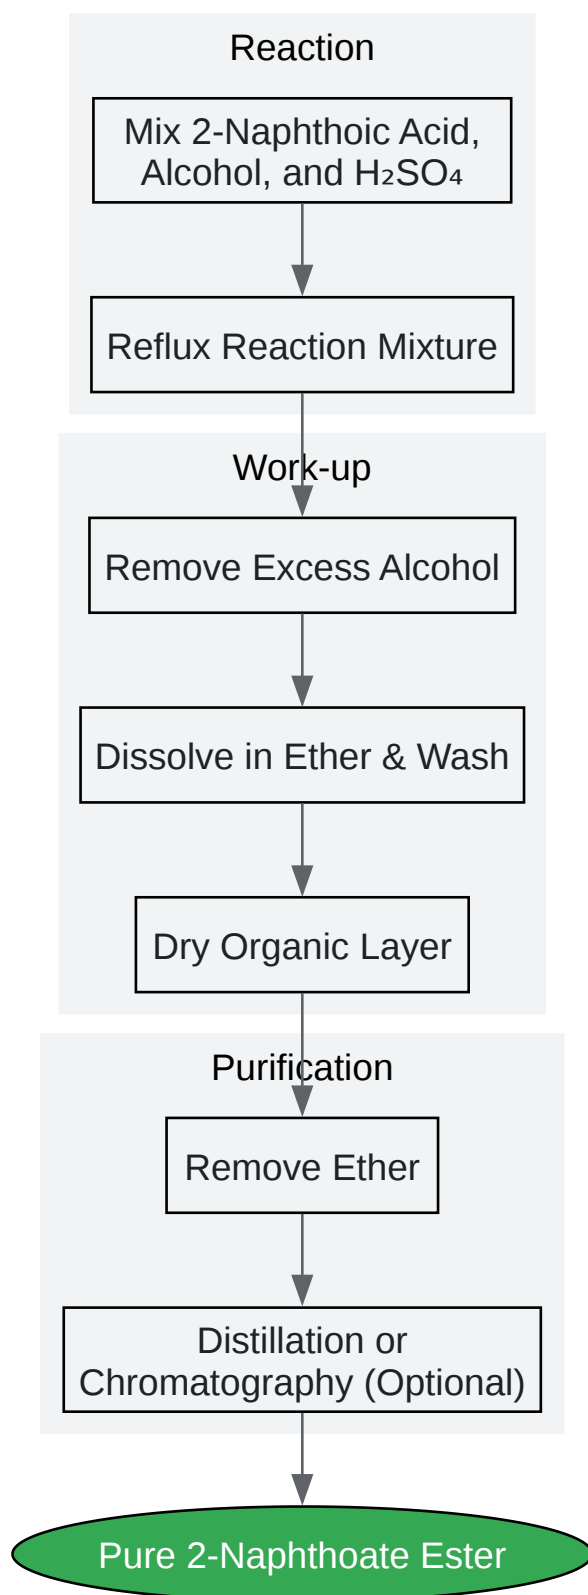 Reaction
Mix 2-Naphthoic Acid,
Alcohol, and H₂SO₄
Reflux Reaction Mixture
Work-up
Remove Excess Alcohol
Dissolve in Ether & Wash
Dry Organic Layer
Purification
Remove Ether
Distillation or
Chromatography (Optional)
Pure 2-Naphthoate Ester